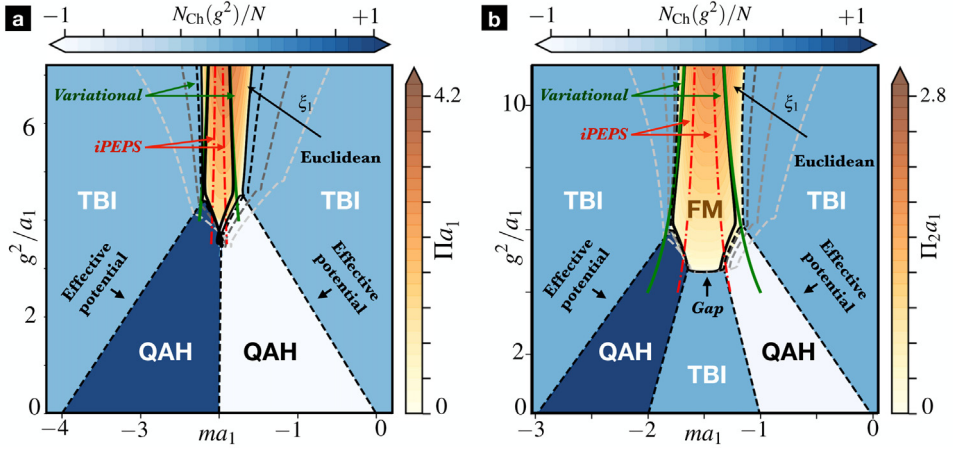 a
N_Ch(g²)/N
−1
+1
Variational
iPEPS
ξ₁
Euclidean
TBI
TBI
Effective
potential
Effective
potential
QAH
QAH
g²/a₁
6
4
2
0
−4
−3
−1
0
ma₁
4.2
Πa₁
0
b
N_Ch(g²)/N
−1
+1
Variational
iPEPS
ξ₁
Euclidean
TBI
TBI
FM
Effective
potential
Effective
potential
Gap
QAH
QAH
TBI
g²/a₁
10
2
0
−3
−2
−1
0
ma₁
2.8
Π₂a₁
0